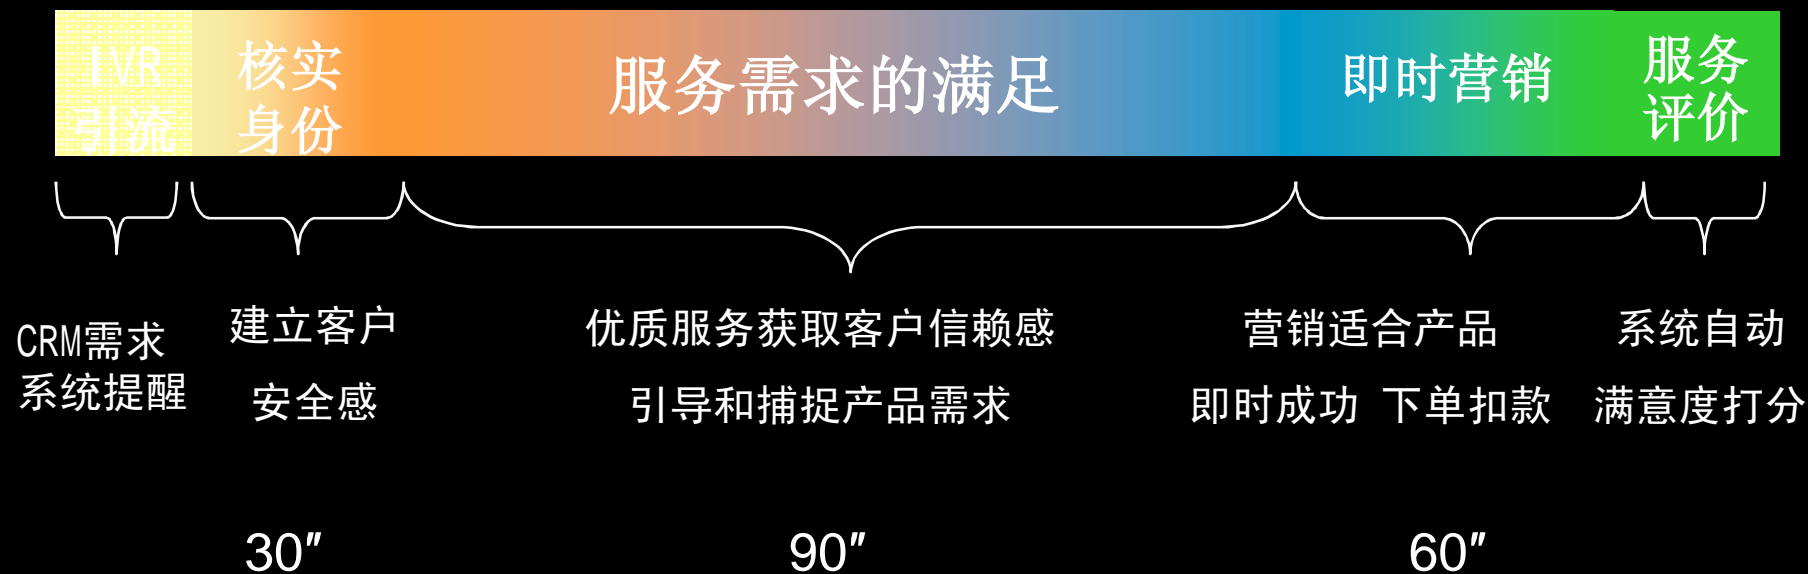 IVR
引流
核实
身份
服务需求的满足
即时营销
服务
评价
CRM需求
系统提醒
建立客户
安全感
优质服务获取客户信赖感
引导和捕捉产品需求
营销适合产品
即时成功 下单扣款
系统自动
满意度打分
30″
90″
60″